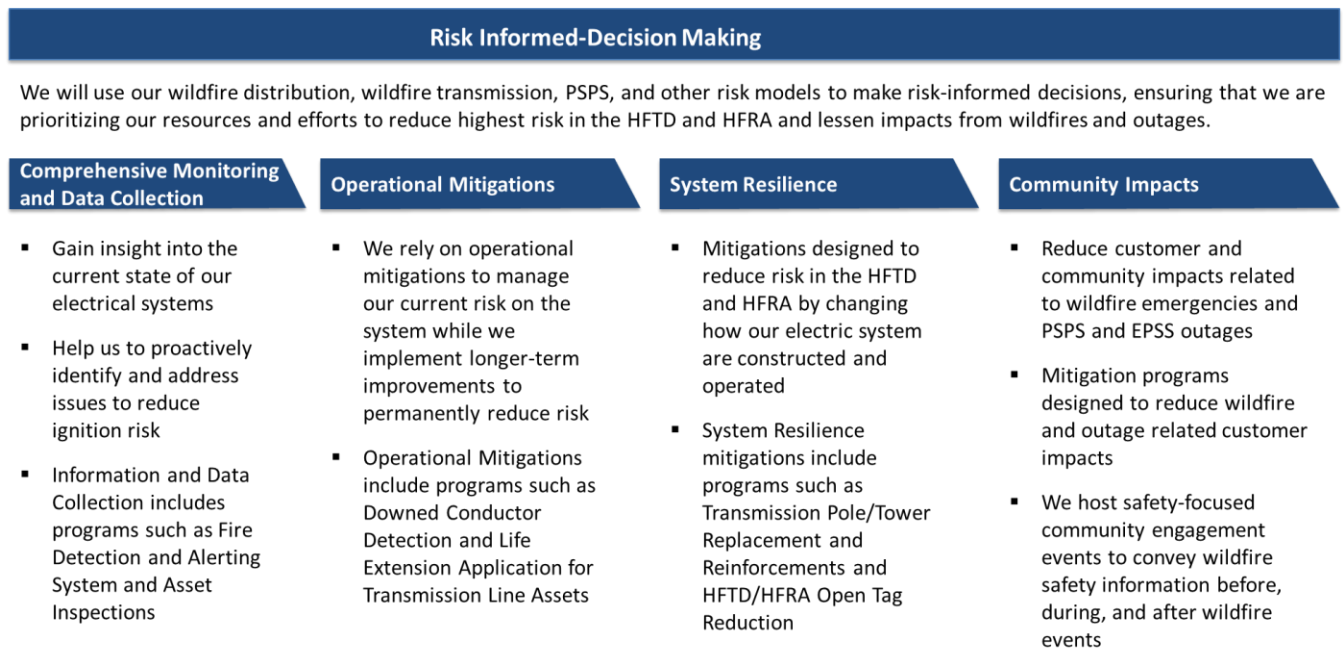 Risk Informed-Decision Making
We will use our wildfire distribution, wildfire transmission, PSPS, and other risk models to make risk-informed decisions, ensuring that we are
prioritizing our resources and efforts to reduce highest risk in the HFTD and HFRA and lessen impacts from wildfires and outages.
Comprehensive Monitoring
and Data Collection
▪ Gain insight into the
current state of our
electrical systems
▪ Help us to proactively
identify and address
issues to reduce
ignition risk
▪ Information and Data
Collection includes
programs such as Fire
Detection and Alerting
System and Asset
Inspections
Operational Mitigations
▪ We rely on operational
mitigations to manage
our current risk on the
system while we
implement longer-term
improvements to
permanently reduce risk
▪ Operational Mitigations
include programs such as
Downed Conductor
Detection and Life
Extension Application for
Transmission Line Assets
System Resilience
▪ Mitigations designed to
reduce risk in the HFTD
and HFRA by changing
how our electric system
are constructed and
operated
▪ System Resilience
mitigations include
programs such as
Transmission Pole/Tower
Replacement and
Reinforcements and
HFTD/HFRA Open Tag
Reduction
Community Impacts
▪ Reduce customer and
community impacts related
to wildfire emergencies and
PSPS and EPSS outages
▪ Mitigation programs
designed to reduce wildfire
and outage related customer
impacts
▪ We host safety-focused
community engagement
events to convey wildfire
safety information before,
during, and after wildfire
events